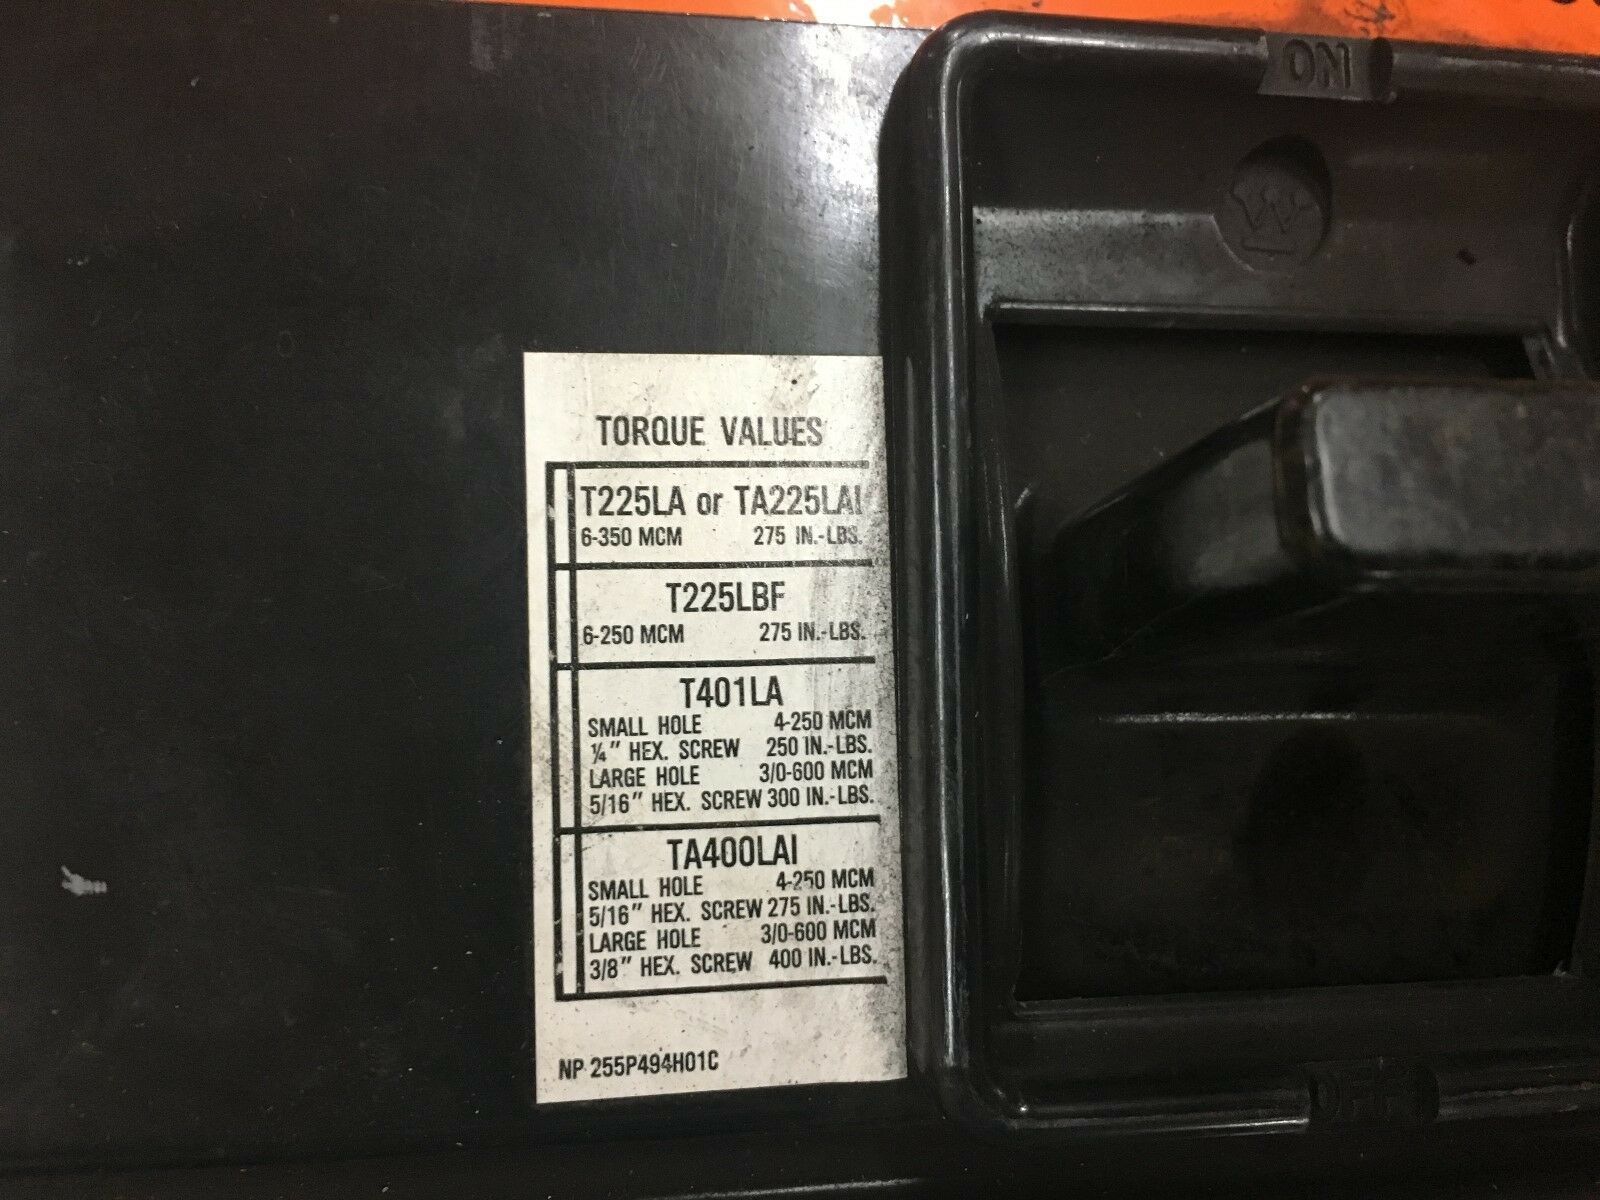 ON
TORQUE VALUES
T225LA or TA225LAI
6-350 MCM 275 IN.-LBS.
T225LBF
6-250 MCM 275 IN.-LBS.
T401LA
SMALL HOLE 4-250 MCM
¼" HEX. SCREW 250 IN.-LBS.
LARGE HOLE 3/0-600 MCM
5/16" HEX. SCREW 300 IN.-LBS.
TA400LAI
SMALL HOLE 4-250 MCM
5/16" HEX. SCREW 275 IN.-LBS.
LARGE HOLE 3/0-600 MCM
3/8" HEX. SCREW 400 IN.-LBS.
NP 255P494H01C
OFF